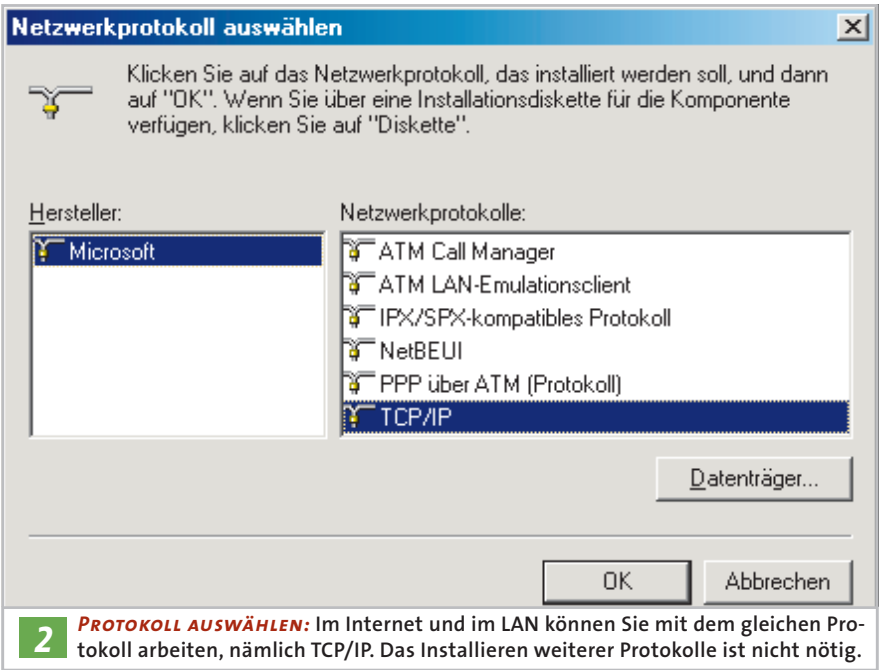 Netzwerkprotokoll auswählen
Klicken Sie auf das Netzwerkprotokoll, das installiert werden soll, und dann
auf "OK". Wenn Sie über eine Installationsdiskette für die Komponente
verfügen, klicken Sie auf "Diskette".
Hersteller:
Microsoft
Netzwerkprotokolle:
ATM Call Manager
ATM LAN-Emulationsclient
IPX/SPX-kompatibles Protokoll
NetBEUI
PPP über ATM (Protokoll)
TCP/IP
Datenträger...
OK
Abbrechen
2
PROTOKOLL AUSWÄHLEN: Im Internet und im LAN können Sie mit dem gleichen Pro-
tokoll arbeiten, nämlich TCP/IP. Das Installieren weiterer Protokolle ist nicht nötig.